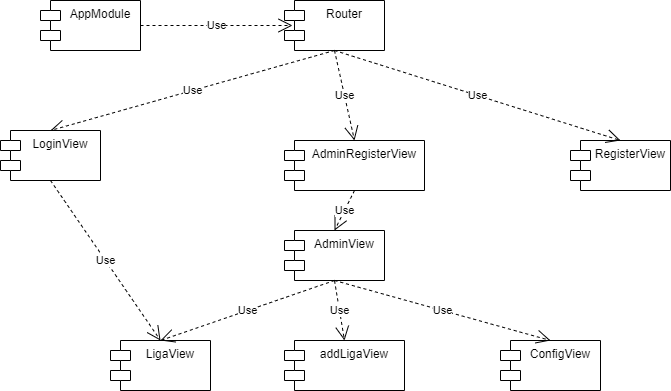 AppModule
Use
Router
Use
Use
Use
LoginView
AdminRegisterView
RegisterView
Use
AdminView
Use
Use
Use
Use
LigaView
addLigaView
ConfigView